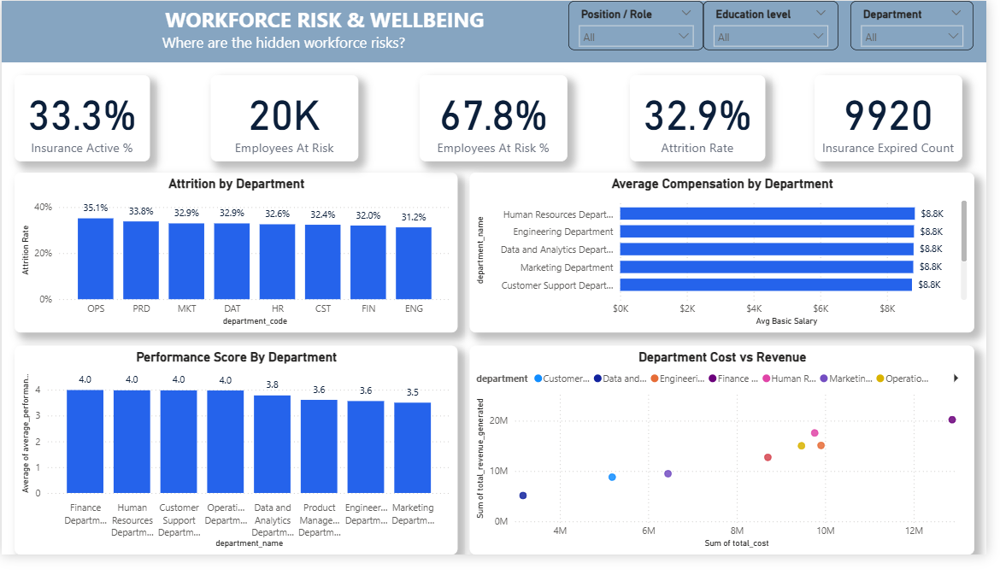 WORKFORCE RISK & WELLBEING
Where are the hidden workforce risks?
Position / Role
All
Education level
All
Department
All
33.3%
Insurance Active %
20K
Employees At Risk
67.8%
Employees At Risk %
32.9%
Attrition Rate
9920
Insurance Expired Count
Attrition by Department
Attrition Rate
40%
20%
0%
35.1% 33.8% 32.9% 32.9% 32.6% 32.4% 32.0% 31.2%
OPS PRD MKT DAT HR CST FIN ENG
department_code
Average Compensation by Department
department_name
Human Resources Depart... $8.8K
Engineering Department $8.8K
Data and Analytics Depart... $8.8K
Marketing Department $8.8K
Customer Support Depart... $8.8K
$0K $2K $4K $6K $8K
Avg Basic Salary
Performance Score By Department
Average of average_performan...
4
3
2
1
0
4.0 4.0 4.0 4.0 3.8 3.6 3.6 3.5
Finance Human Customer Operati... Data and Product Engineer... Marketing
Departm... Resources Support Departm... Analytics Manage... Departm... Departm...
Departm... Departm... Departm... Departm...
department_name
Department Cost vs Revenue
department Customer... Data and... Engineeri... Finance ... Human R... Marketin... Operatio...
Sum of total_revenue_generated
20M
10M
0M
4M 6M 8M 10M 12M
Sum of total_cost